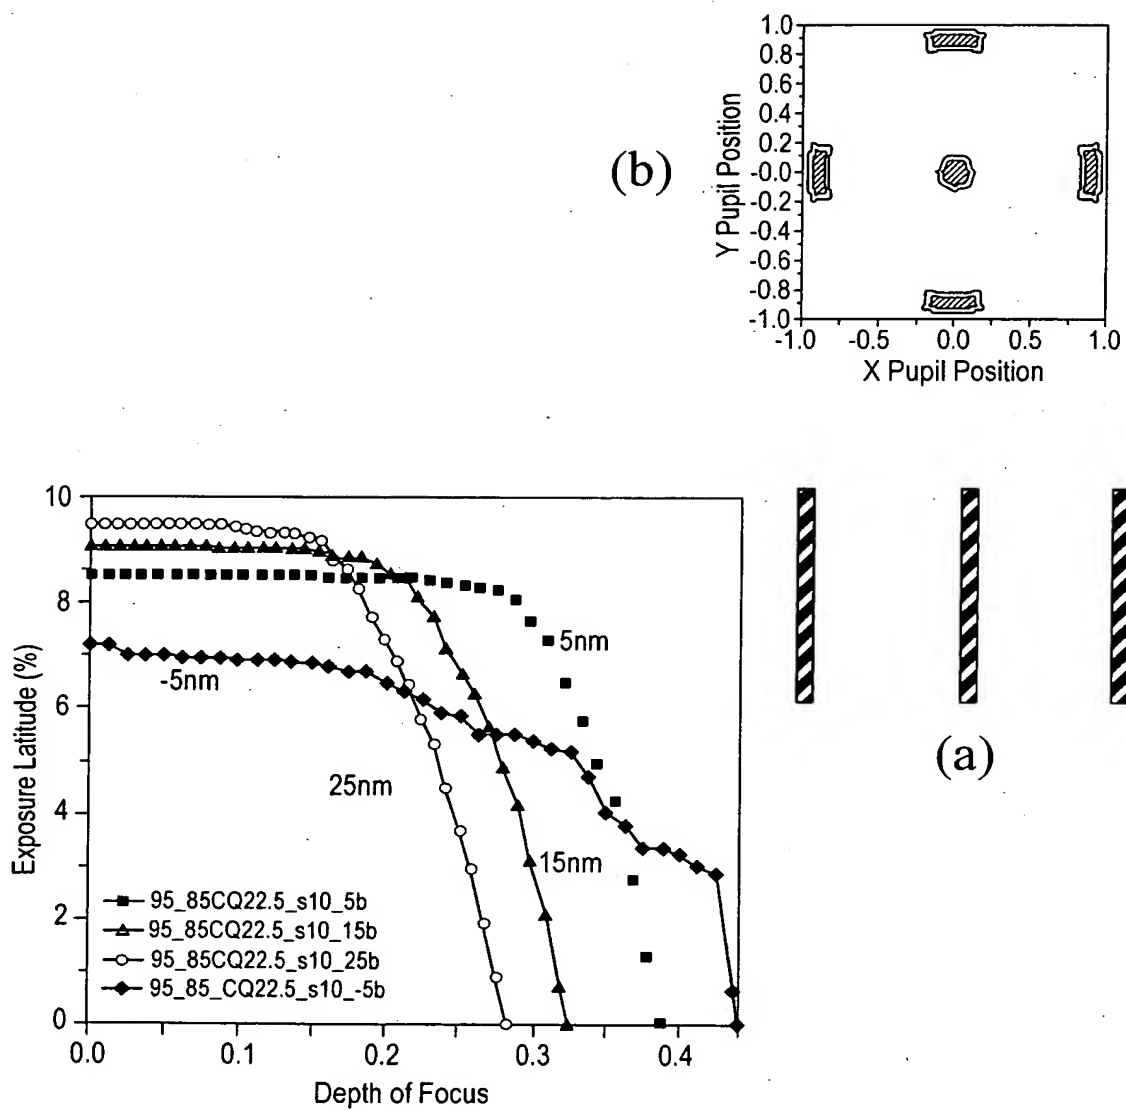 (b)
Y Pupil Position
1.0
0.8
0.6
0.4
0.2
-0.0
-0.2
-0.4
-0.6
-0.8
-1.0
-1.0 -0.5 0.0 0.5 1.0
X Pupil Position
(a)
Exposure Latitude (%)
10
8
6
4
2
0
5nm
-5nm
25nm
15nm
95_85CQ22.5_s10_5b
95_85CQ22.5_s10_15b
95_85CQ22.5_s10_25b
95_85_CQ22.5_s10_-5b
0.0 0.1 0.2 0.3 0.4
Depth of Focus